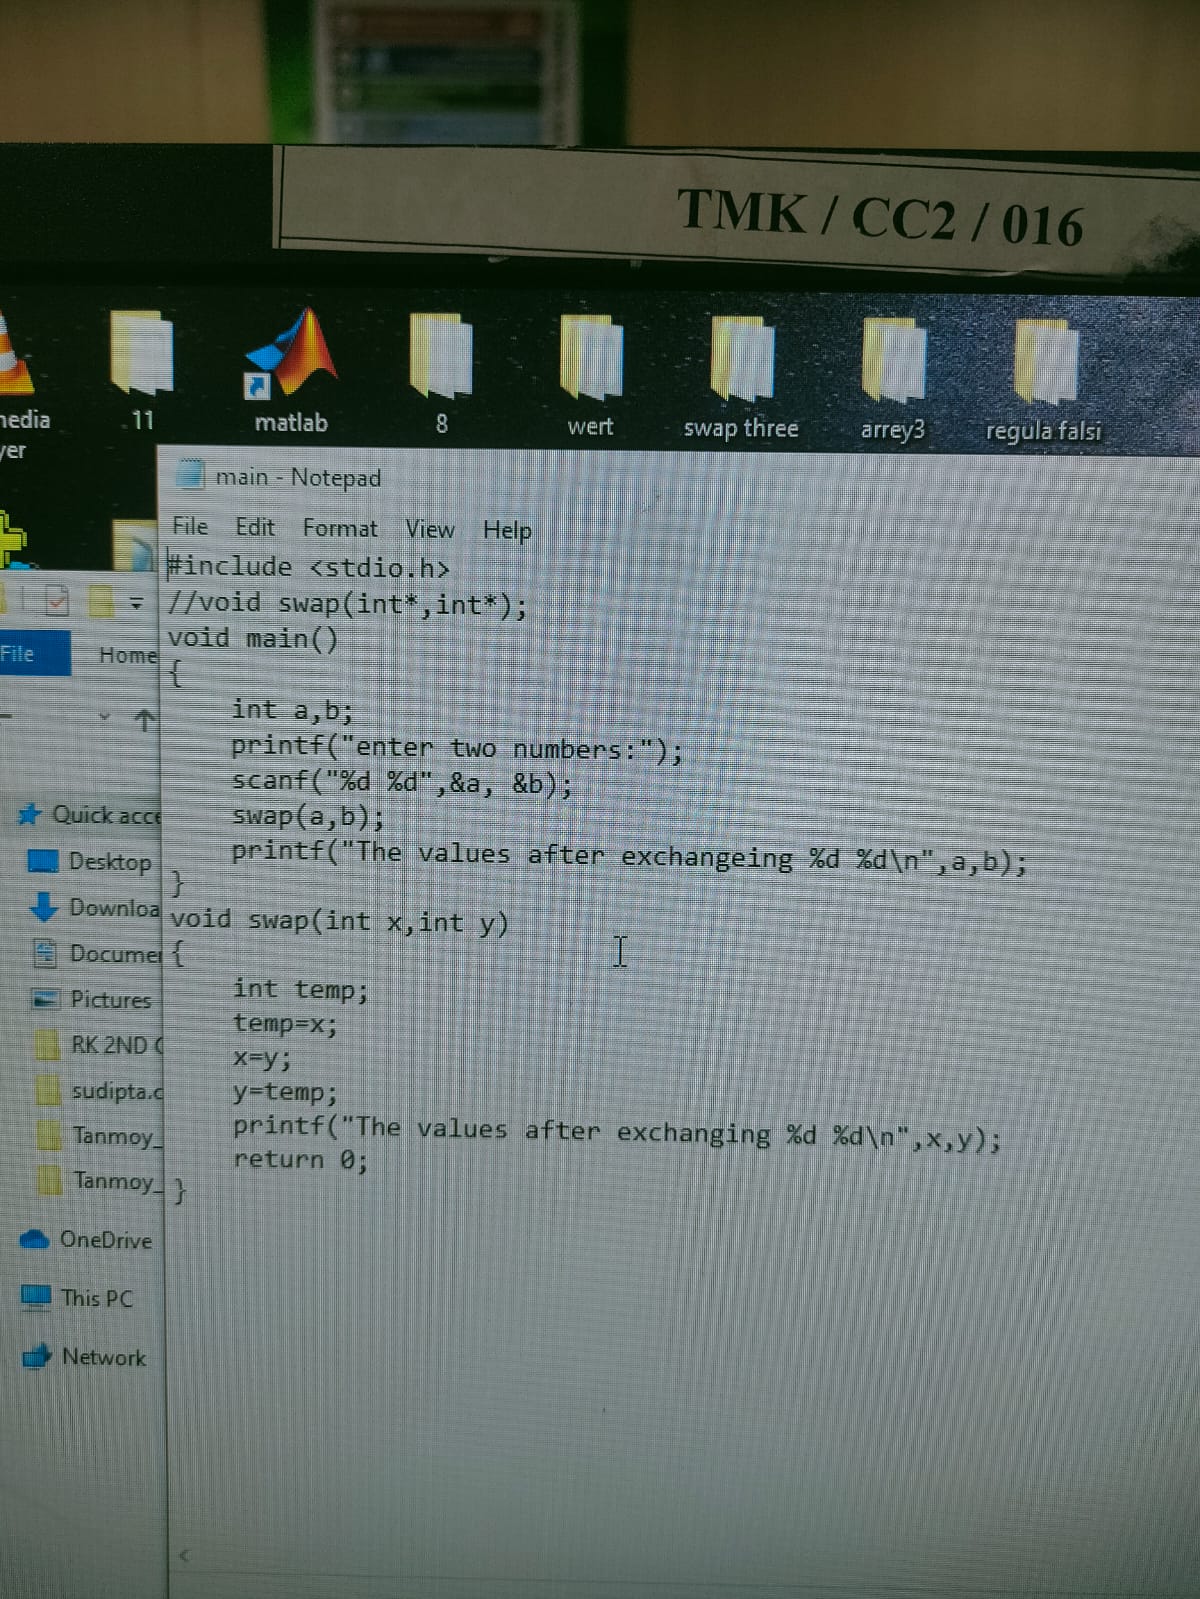 TMK / CC2 / 016
media
yer
11
matlab
8
wert
swap three
arrey3
regula falsi
main - Notepad
File Edit Format View Help
#include <stdio.h>
//void swap(int*,int*);
void main()
{
int a,b;
printf("enter two numbers:");
scanf("%d %d",&a, &b);
swap(a,b);
printf("The values after exchangeing %d %d\n",a,b);
}
void swap(int x,int y)
{
int temp;
temp=x;
x=y;
y=temp;
printf("The values after exchanging %d %d\n",x,y);
return 0;
}
File Home
Quick acce
Desktop
Downloa
Documen
Pictures
RK 2ND
sudipta.c
Tanmoy_
Tanmoy_
OneDrive
This PC
Network